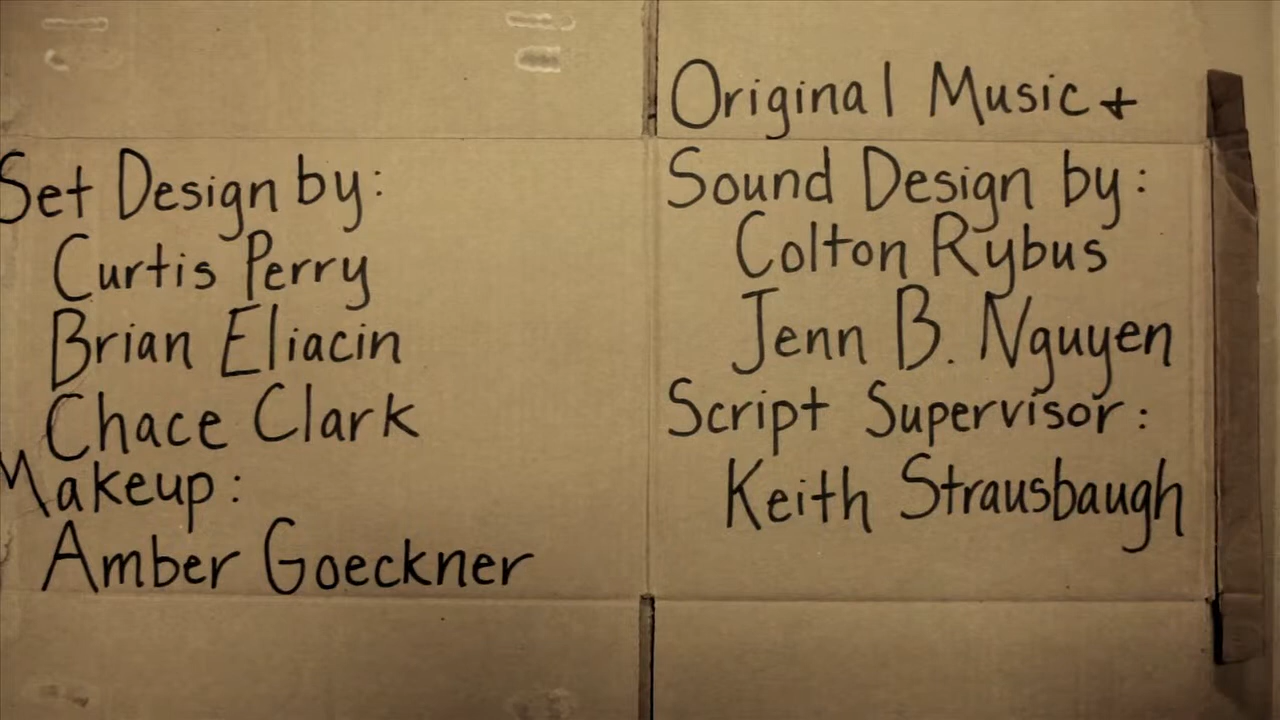 Set Design by:
Curtis Perry
Brian Eliacin
Chace Clark
Makeup:
Amber Goeckner
Original Music +
Sound Design by:
Colton Rybus
Jenn B. Nguyen
Script Supervisor:
Keith Strausbaugh